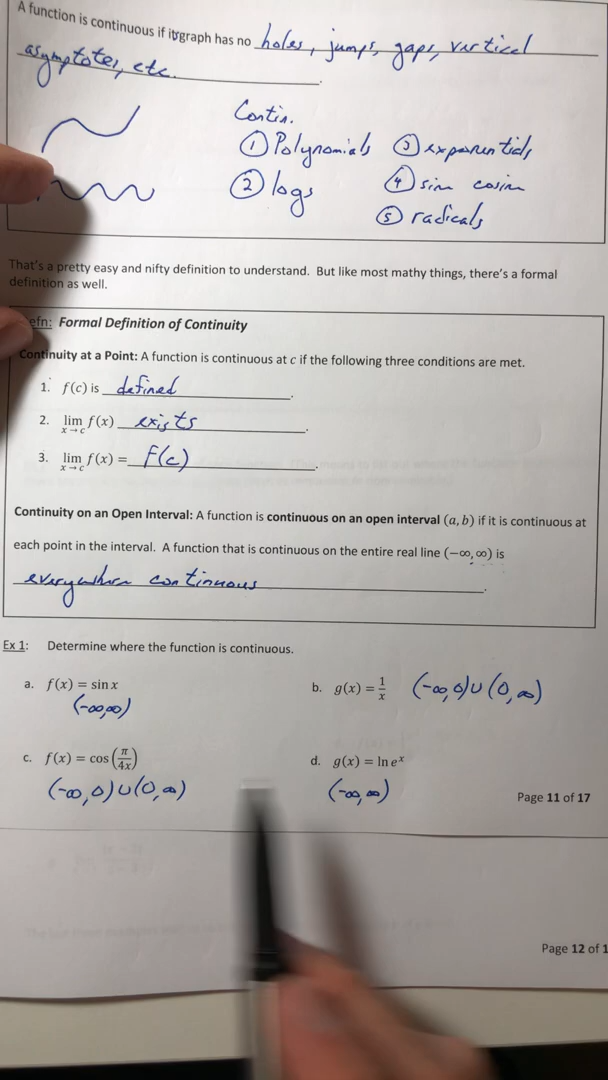 A function is continuous if its graph has no holes, jumps, gaps, vertical
asymptotes, etc.
Contin.
① Polynomials ③ exponentials
② logs ④ sin cosin
⑤ radicals
That's a pretty easy and nifty definition to understand. But like most mathy things, there's a formal
definition as well.
efn: Formal Definition of Continuity
Continuity at a Point: A function is continuous at c if the following three conditions are met.
1. f(c) is defined.
2. lim x→c f(x) exists.
3. lim x→c f(x) = f(c).
Continuity on an Open Interval: A function is continuous on an open interval (a, b) if it is continuous at
each point in the interval. A function that is continuous on the entire real line (−∞, ∞) is
everywhere continuous.
Ex 1: Determine where the function is continuous.
a. f(x) = sin x b. g(x) = 1/x (-∞,0)∪(0,∞)
(-∞,∞)
c. f(x) = cos(π/4x) d. g(x) = ln eˣ
(-∞,0)∪(0,∞) (-∞,∞)
Page 11 of 17
Page 12 of 1